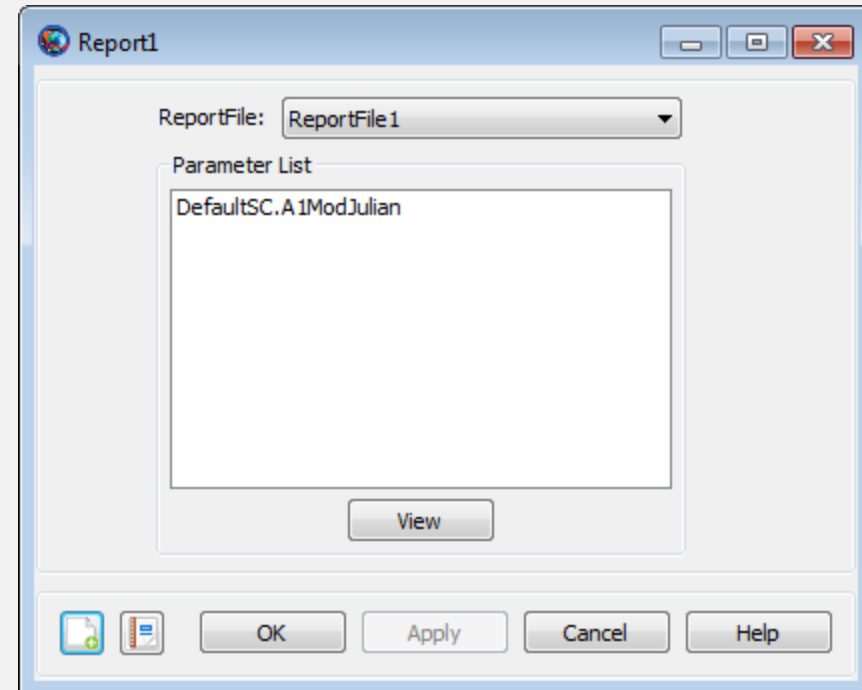 Report1
ReportFile: ReportFile1
Parameter List
DefaultSC.A1ModJulian
View
OK Apply Cancel Help